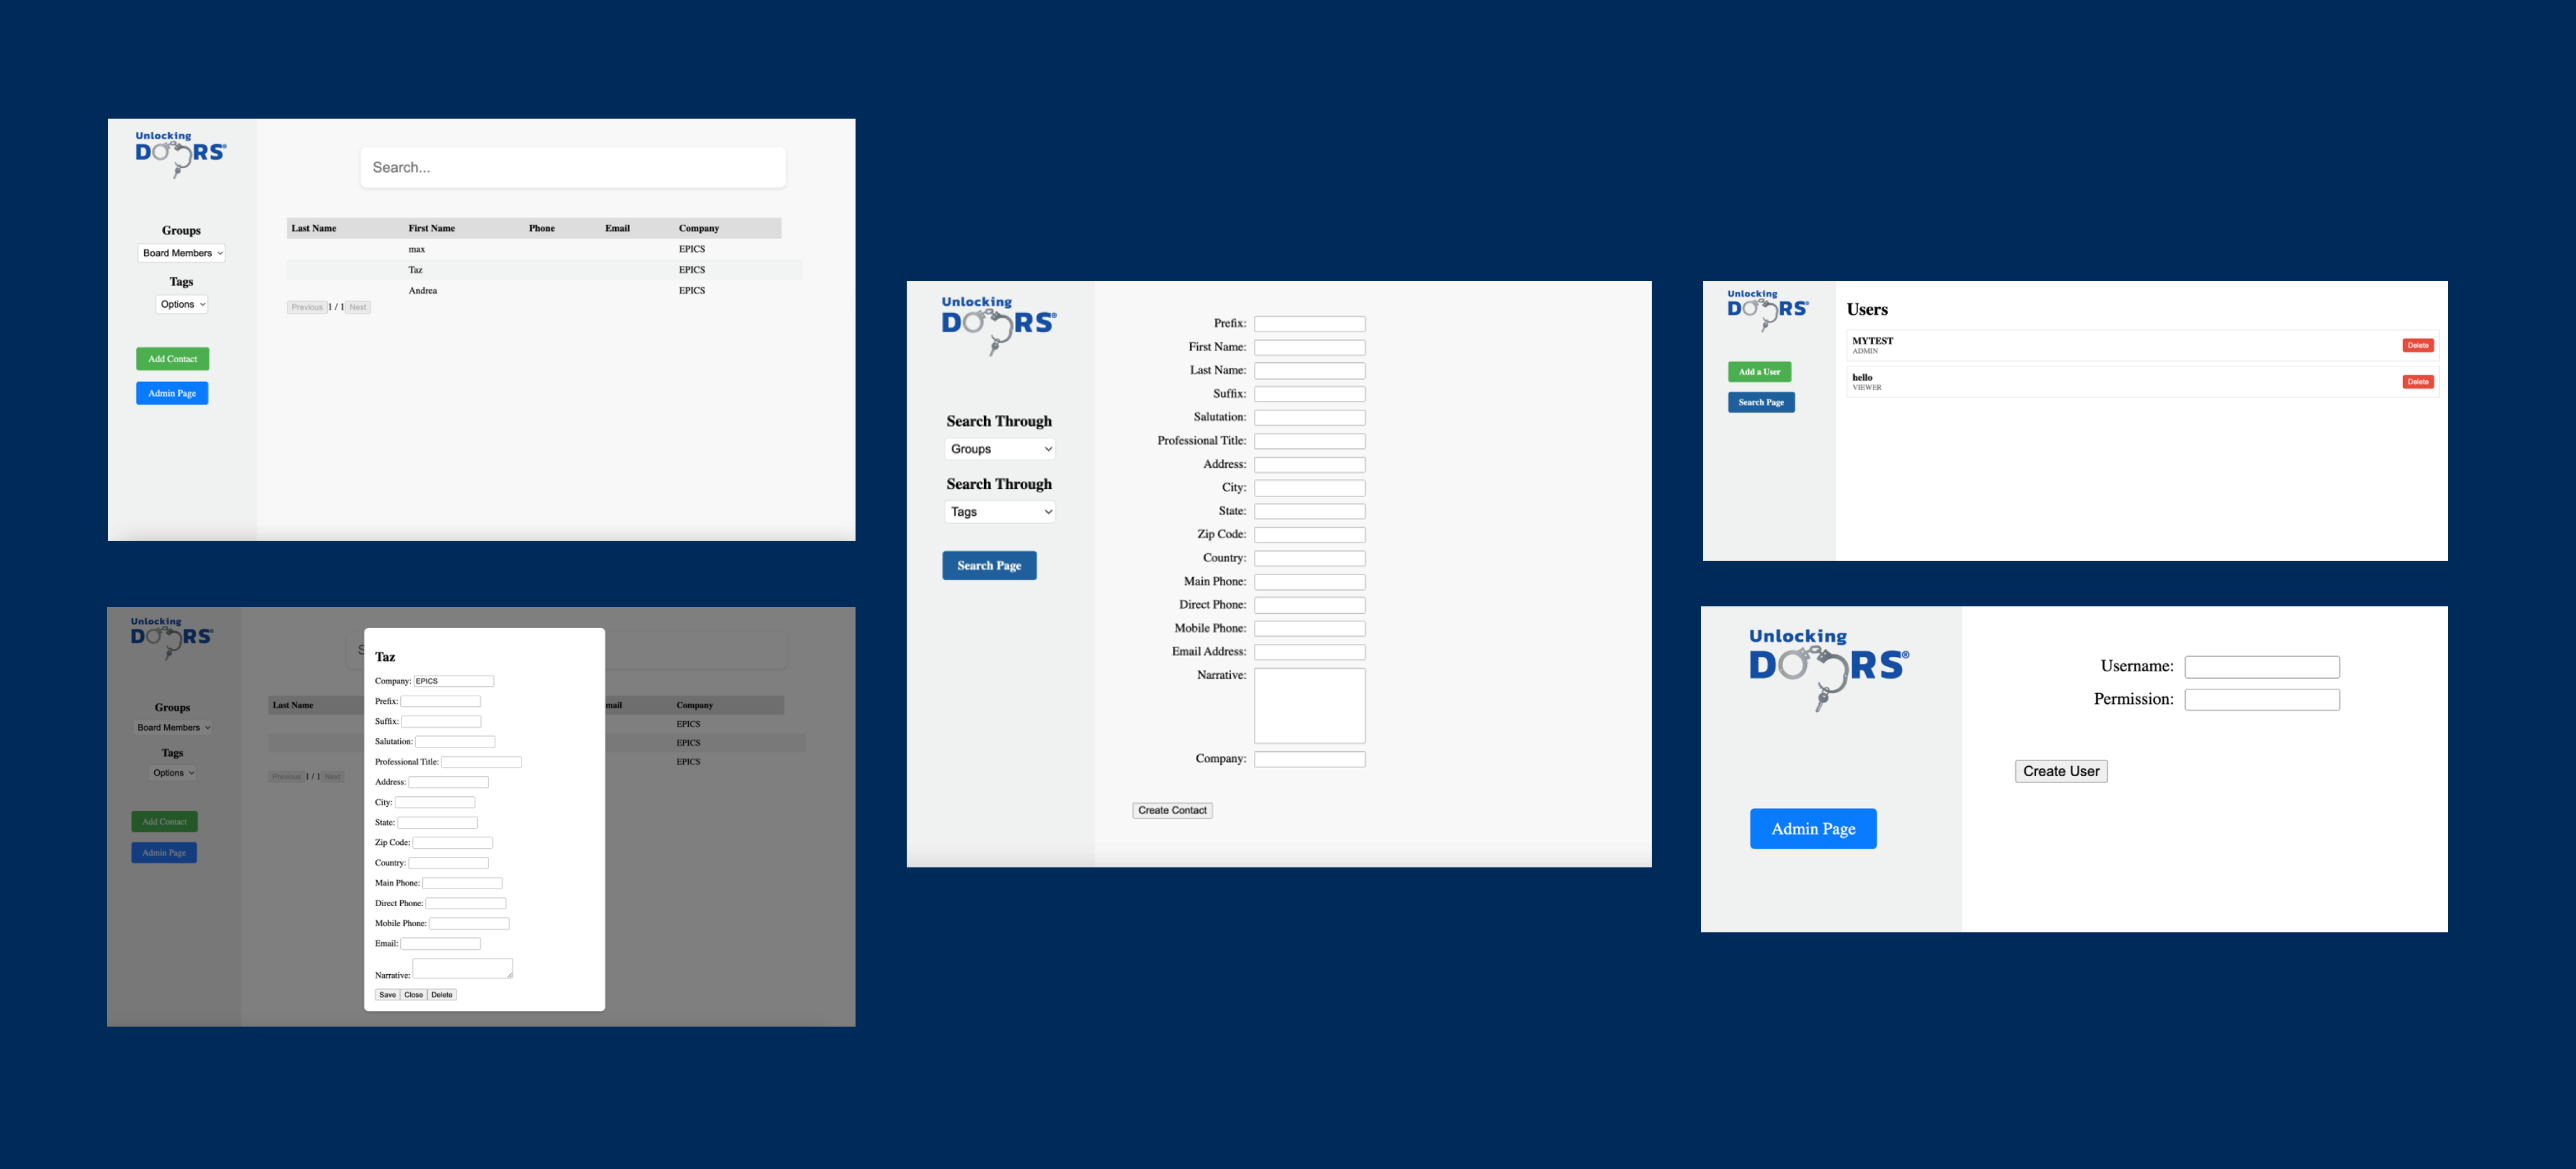 Unlocking
DOORS®
Search...
Groups
Board Members
Tags
Options
Add Contact
Admin Page
Last Name First Name Phone Email Company
max EPICS
Taz EPICS
Andrea EPICS
Previous 1 / 1 Next
Unlocking
DOORS®
S
Groups
Board Members
Tags
Options
Add Contact
Admin Page
Last Name mail Company
EPICS
EPICS
EPICS
Previous 1 / 1 Next
Taz
Company: EPICS
Prefix:
Suffix:
Salutation:
Professional Title:
Address:
City:
State:
Zip Code:
Country:
Main Phone:
Direct Phone:
Mobile Phone:
Email:
Narrative:
Save Close Delete
Unlocking
DOORS®
Search Through
Groups
Search Through
Tags
Search Page
Prefix:
First Name:
Last Name:
Suffix:
Salutation:
Professional Title:
Address:
City:
State:
Zip Code:
Country:
Main Phone:
Direct Phone:
Mobile Phone:
Email Address:
Narrative:
Company:
Create Contact
Unlocking
DOORS®
Add a User
Search Page
Users
MYTEST
ADMIN
Delete
hello
VIEWER
Delete
Unlocking
DOORS®
Admin Page
Username:
Permission:
Create User